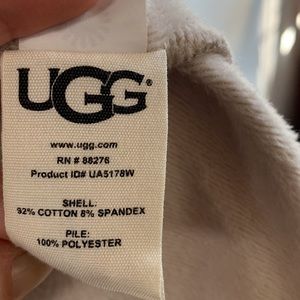 UGG®
www.ugg.com
RN # 88276
Product ID# UA5178W
SHELL:
92% COTTON 8% SPANDEX
PILE:
100% POLYESTER